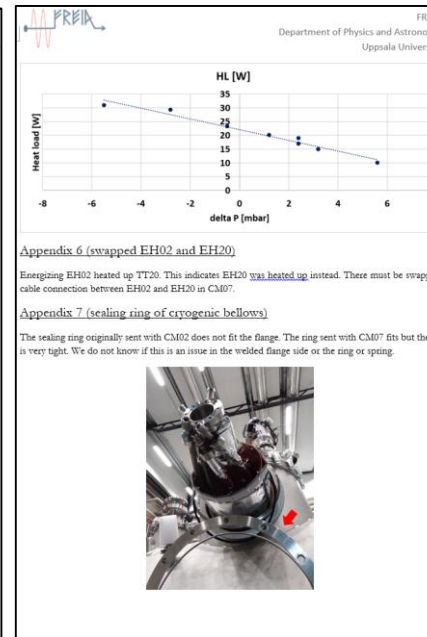 FREIA
FR
Department of Physics and Astrono
Uppsala Univers
HL [W]
35
30
25
20
15
10
5
0
-8 -6 -4 -2 0 2 4 6
Heat load [W]
delta P [mbar]
Appendix 6 (swapped EH02 and EH20)
Energizing EH02 heated up TT20. This indicates EH20 was heated up instead. There must be swapp
cable connection between EH02 and EH20 in CM07.
Appendix 7 (sealing ring of cryogenic bellows)
The sealing ring originally sent with CM02 does not fit the flange. The ring sent with CM07 fits but the
is very tight. We do not know if this is an issue in the welded flange side or the ring or spring.